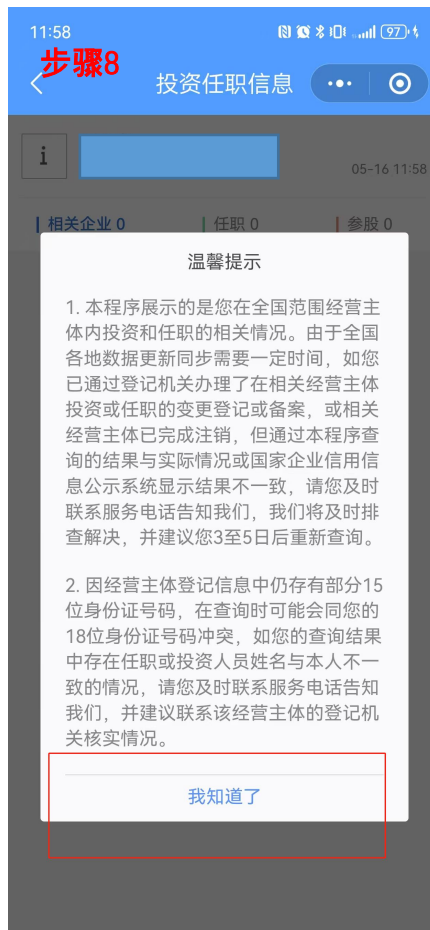 11:58
97
步骤8
投资任职信息
i
05-16 11:58
相关企业 0
任职 0
参股 0
温馨提示
1. 本程序展示的是您在全国范围经营主
体内投资和任职的相关情况。由于全国
各地数据更新同步需要一定时间，如您
已通过登记机关办理了在相关经营主体
投资或任职的变更登记或备案，或相关
经营主体已完成注销，但通过本程序查
询的结果与实际情况或国家企业信用信
息公示系统显示结果不一致，请您及时
联系服务电话告知我们，我们将及时排
查解决，并建议您3至5日后重新查询。
2. 因经营主体登记信息中仍存有部分15
位身份证号码，在查询时可能会同您的
18位身份证号码冲突，如您的查询结果
中存在任职或投资人员姓名与本人不一
致的情况，请您及时联系服务电话告知
我们，并建议联系该经营主体的登记机
关核实情况。
我知道了